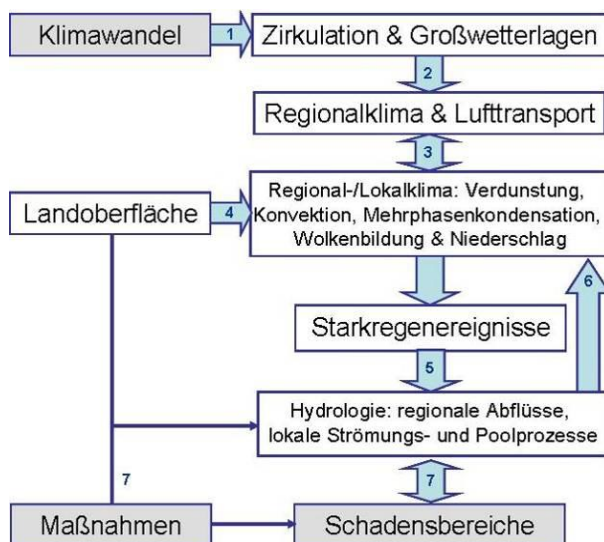 Klimawandel
1
Zirkulation & Großwetterlagen
2
Regionalklima & Lufttransport
3
Landoberfläche
4
Regional-/Lokalklima: Verdunstung,
Konvektion, Mehrphasenkondensation,
Wolkenbildung & Niederschlag
6
Starkregenereignisse
5
Hydrologie: regionale Abflüsse,
lokale Strömungs- und Poolprozesse
7
7
Maßnahmen
Schadensbereiche